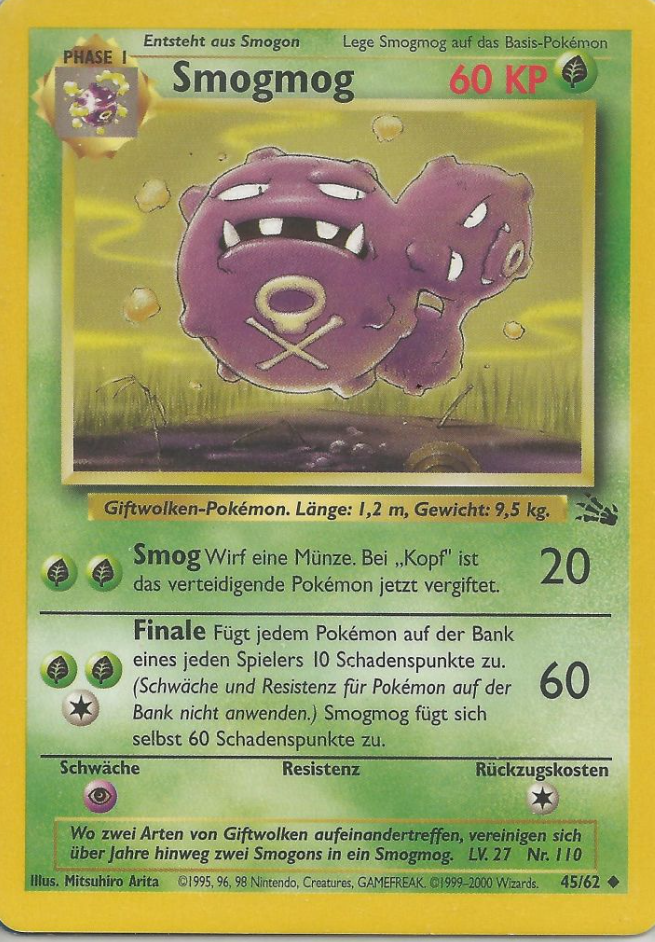 Entsteht aus Smogon Lege Smogmog auf das Basis-Pokémon
PHASE 1
Smogmog 60 KP
Giftwolken-Pokémon. Länge: 1,2 m, Gewicht: 9,5 kg.
Smog Wirf eine Münze. Bei „Kopf" ist
das verteidigende Pokémon jetzt vergiftet.
20
Finale Fügt jedem Pokémon auf der Bank
eines jeden Spielers 10 Schadenspunkte zu.
(Schwäche und Resistenz für Pokémon auf der
Bank nicht anwenden.) Smogmog fügt sich
selbst 60 Schadenspunkte zu.
60
Schwäche Resistenz Rückzugskosten
Wo zwei Arten von Giftwolken aufeinandertreffen, vereinigen sich
über Jahre hinweg zwei Smogons in ein Smogmog. LV. 27 Nr. 110
Illus. Mitsuhiro Arita ©1995, 96, 98 Nintendo, Creatures, GAMEFREAK. ©1999-2000 Wizards. 45/62